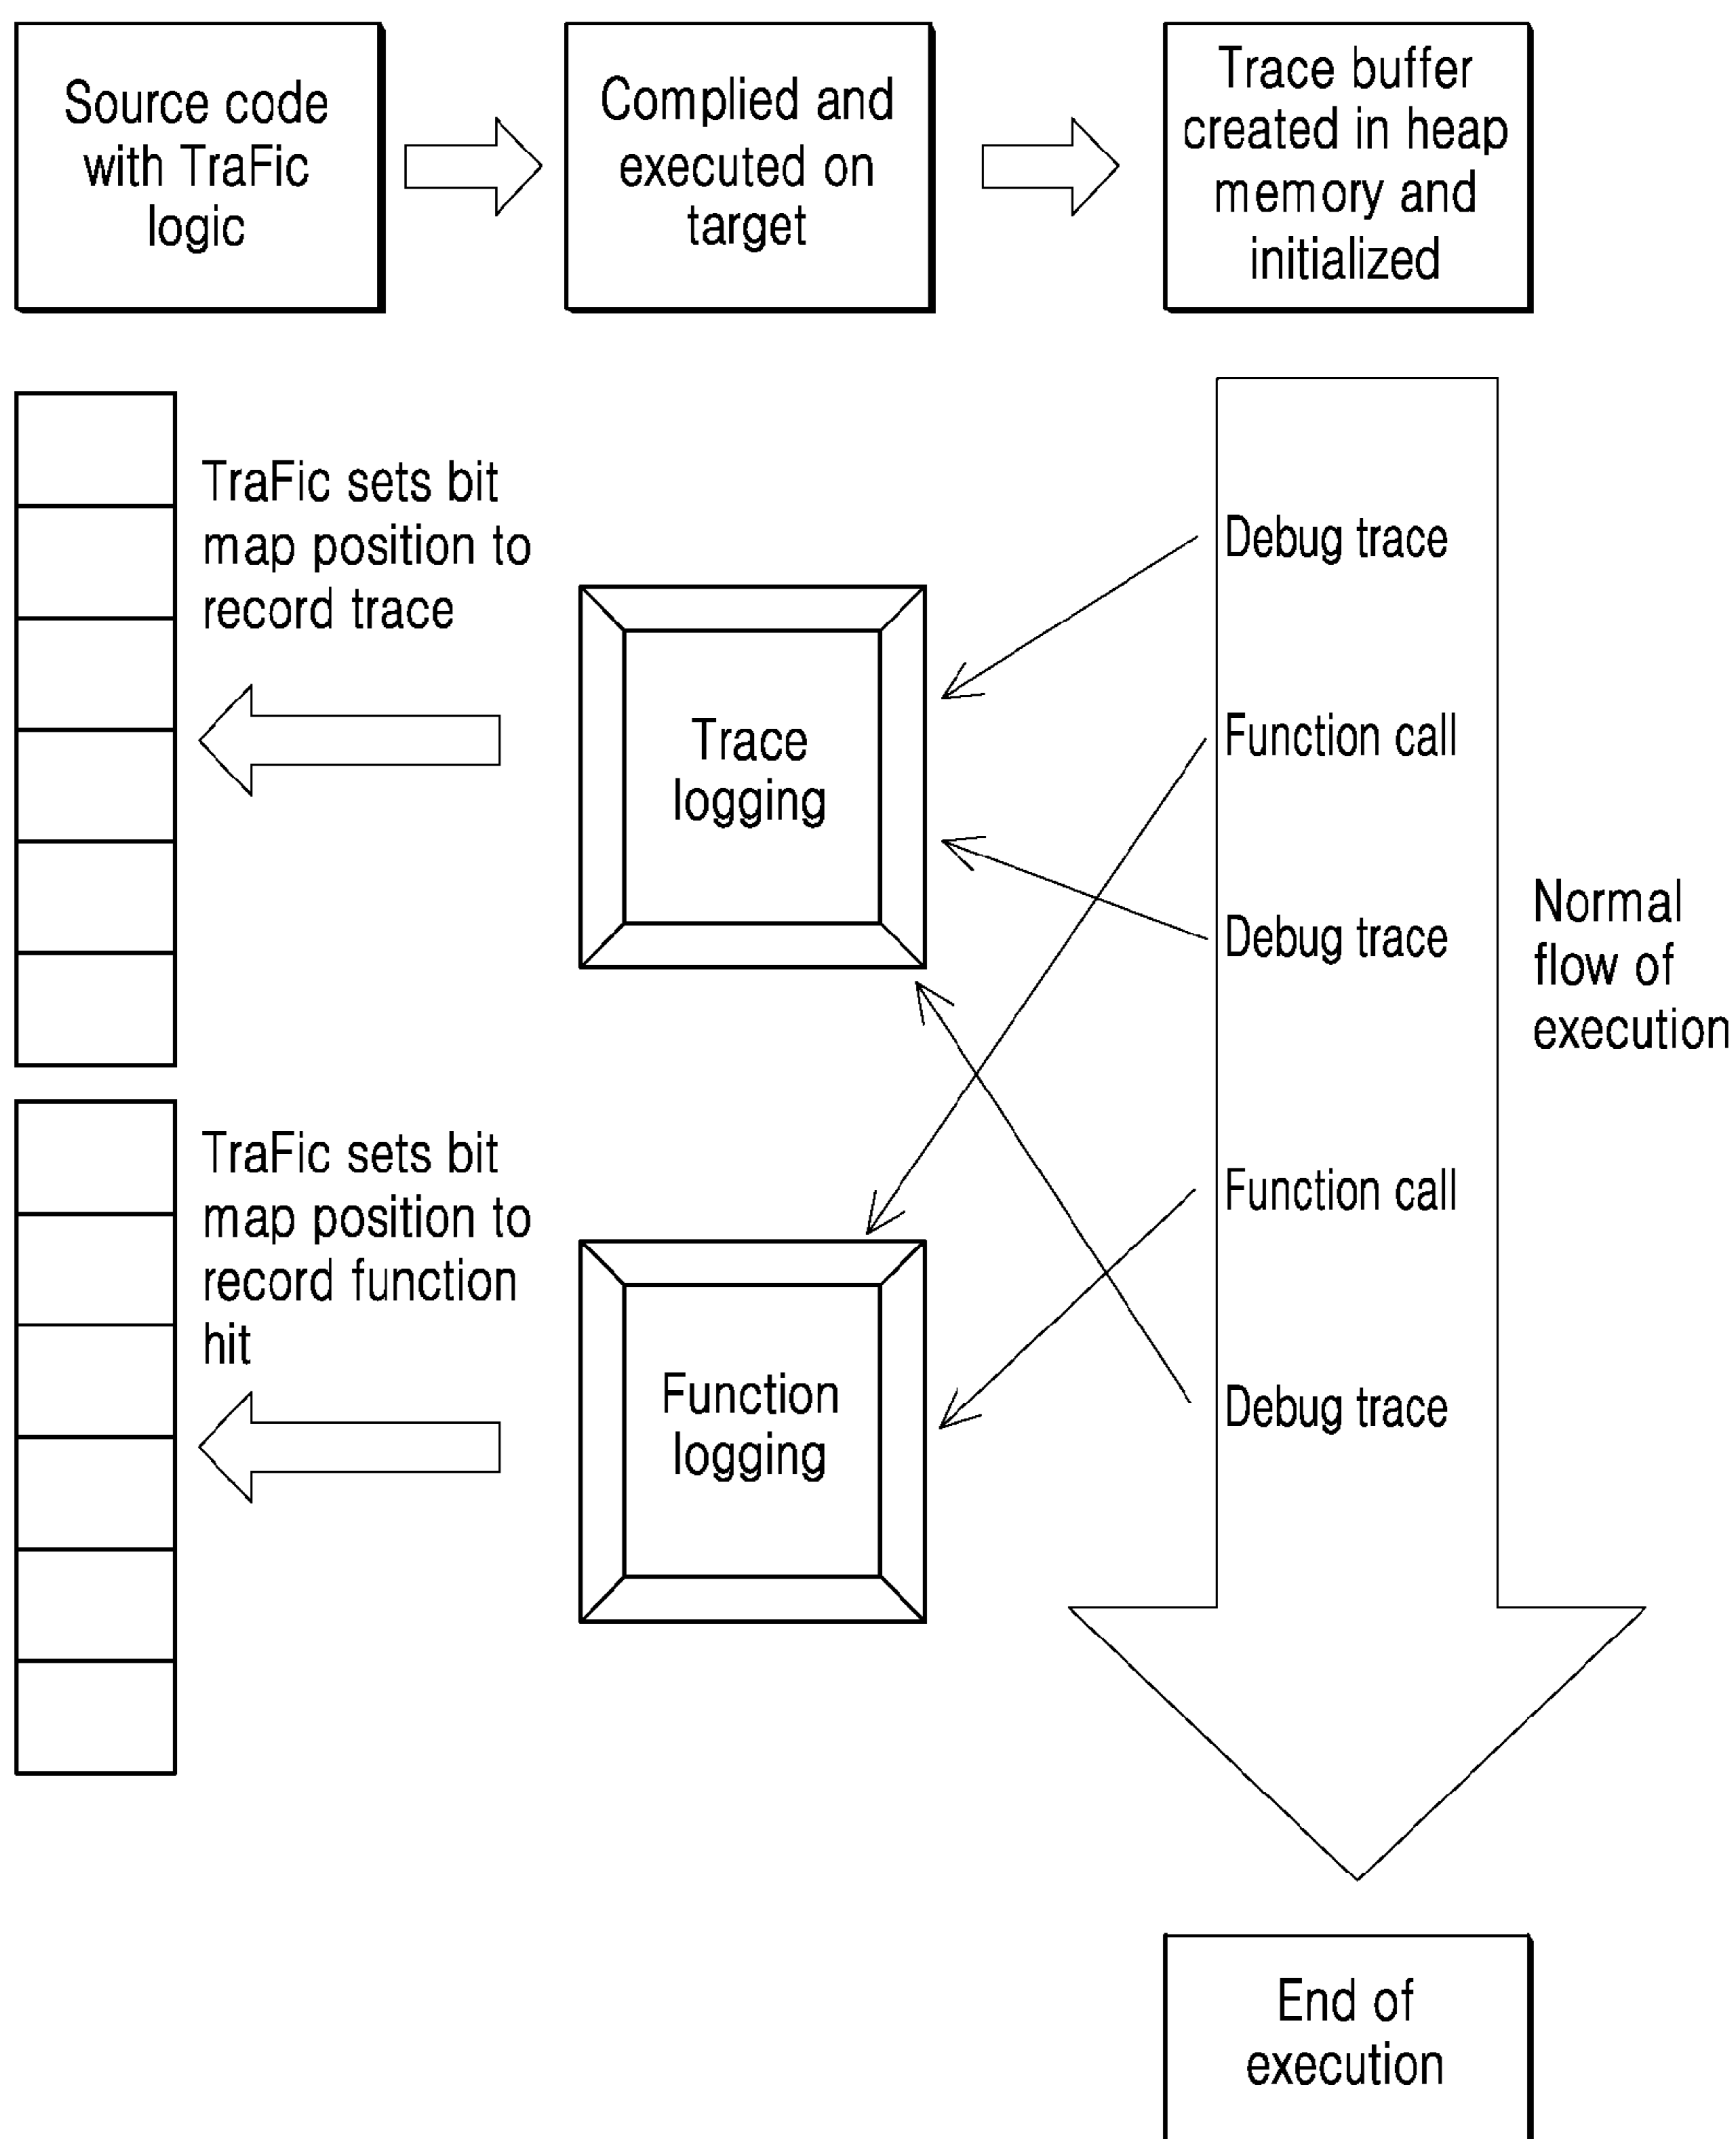 Source code
with TraFic
logic
Complied and
executed on
target
Trace buffer
created in heap
memory and
initialized
TraFic sets bit
map position to
record trace
Trace
logging
Debug trace
Function call
Debug trace
Function call
Debug trace
Normal
flow of
execution
TraFic sets bit
map position to
record function
hit
Function
logging
End of
execution